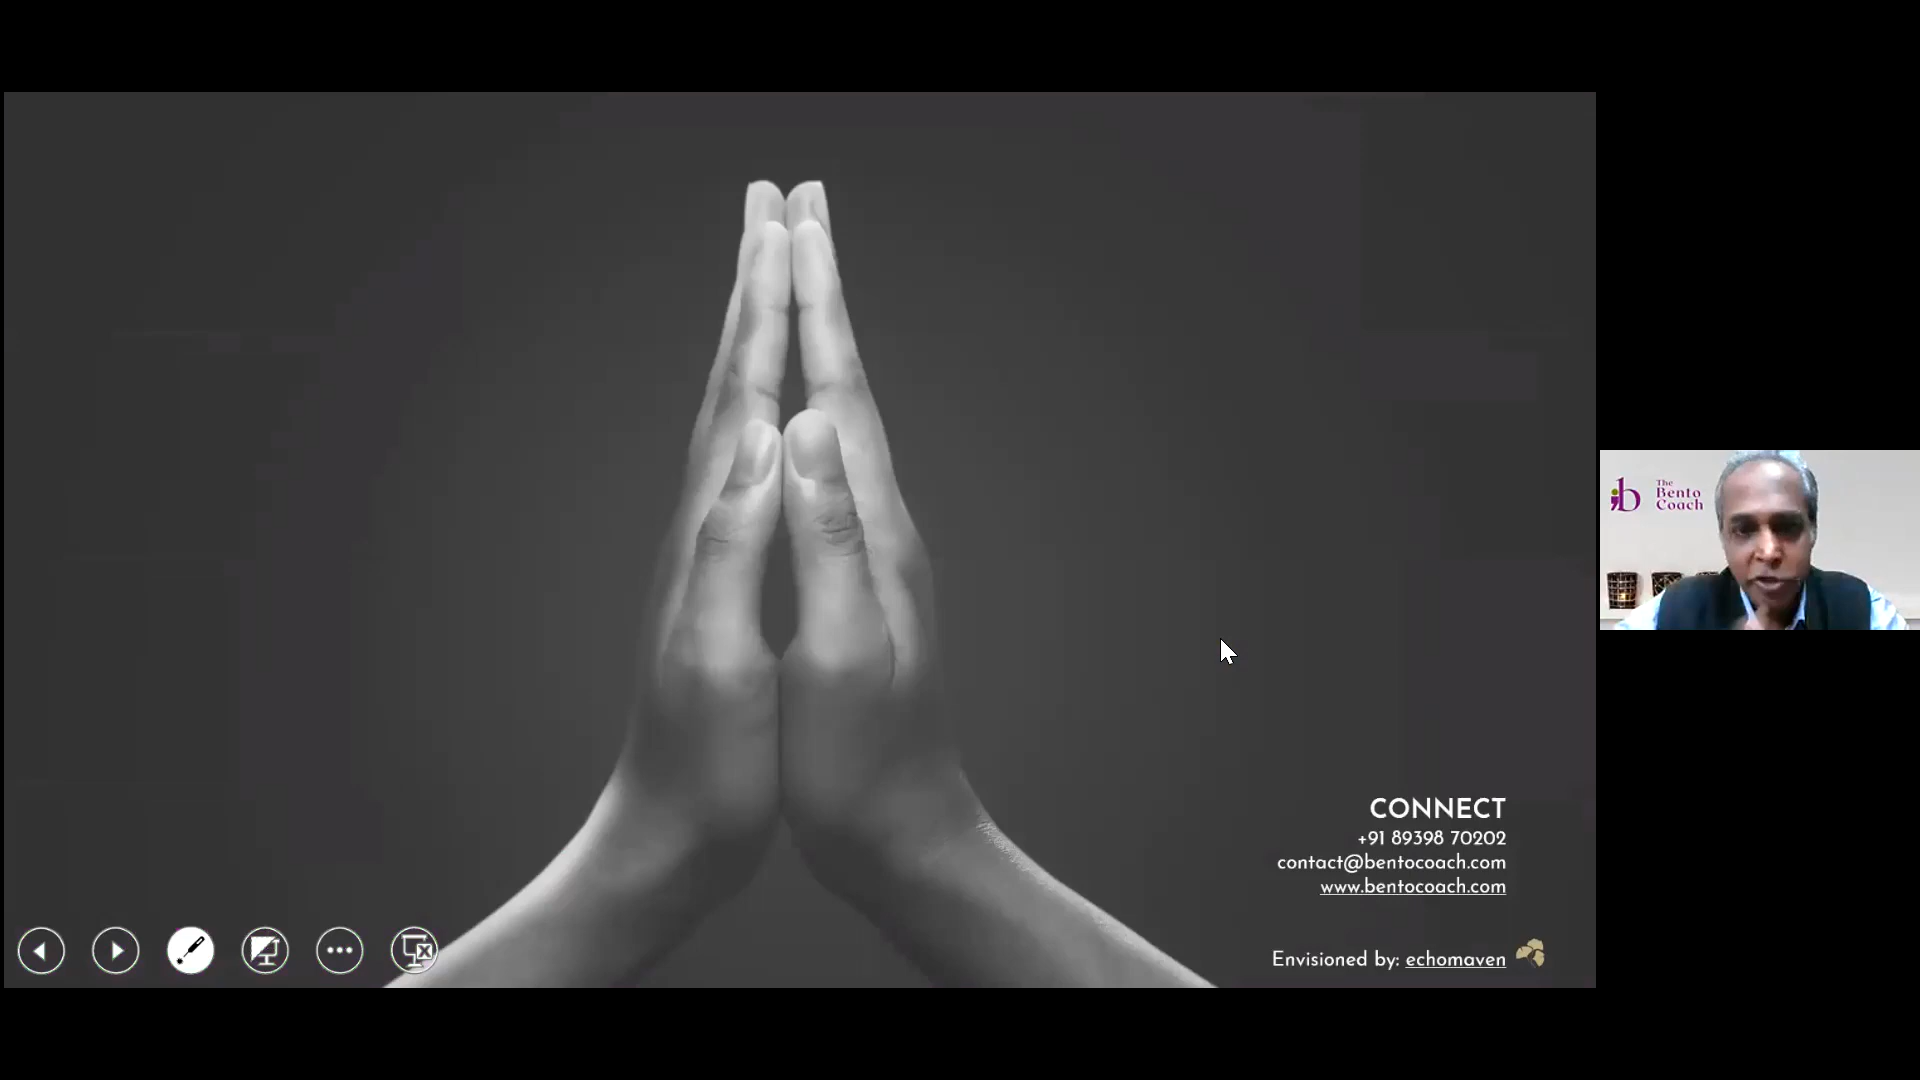 CONNECT
+91 89398 70202
contact@bentocoach.com
www.bentocoach.com
Envisioned by: echomaven
The
Bento
Coach